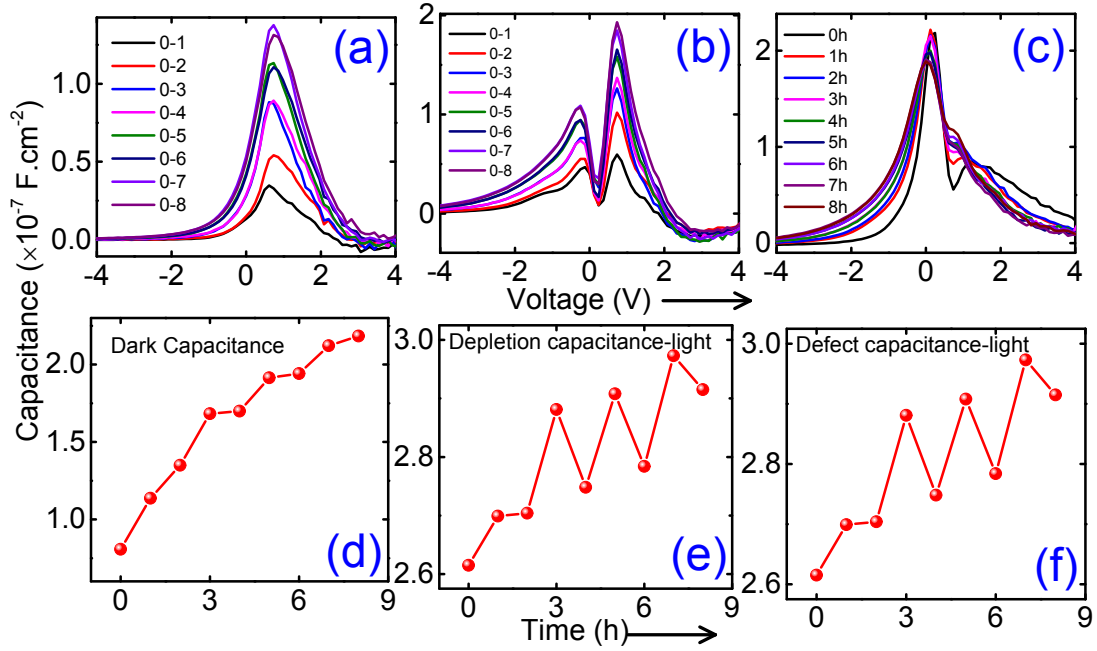 Capacitance (×10⁻⁷ F.cm⁻²)
(a)
0-1
0-2
0-3
0-4
0-5
0-6
0-7
0-8
1.0
0.5
0.0
-4
-2
0
2
4
(b)
0-1
0-2
0-3
0-4
0-5
0-6
0-7
0-8
2
1
0
-4
-2
0
2
4
(c)
0h
1h
2h
3h
4h
5h
6h
7h
8h
2
1
0
-4
-2
0
2
4
Voltage (V)
Dark Capacitance
(d)
2.0
1.5
1.0
0
3
6
9
Depletion capacitance-light
(e)
3.0
2.8
2.6
0
3
6
9
Defect capacitance-light
(f)
3.0
2.8
2.6
0
3
6
9
Time (h)